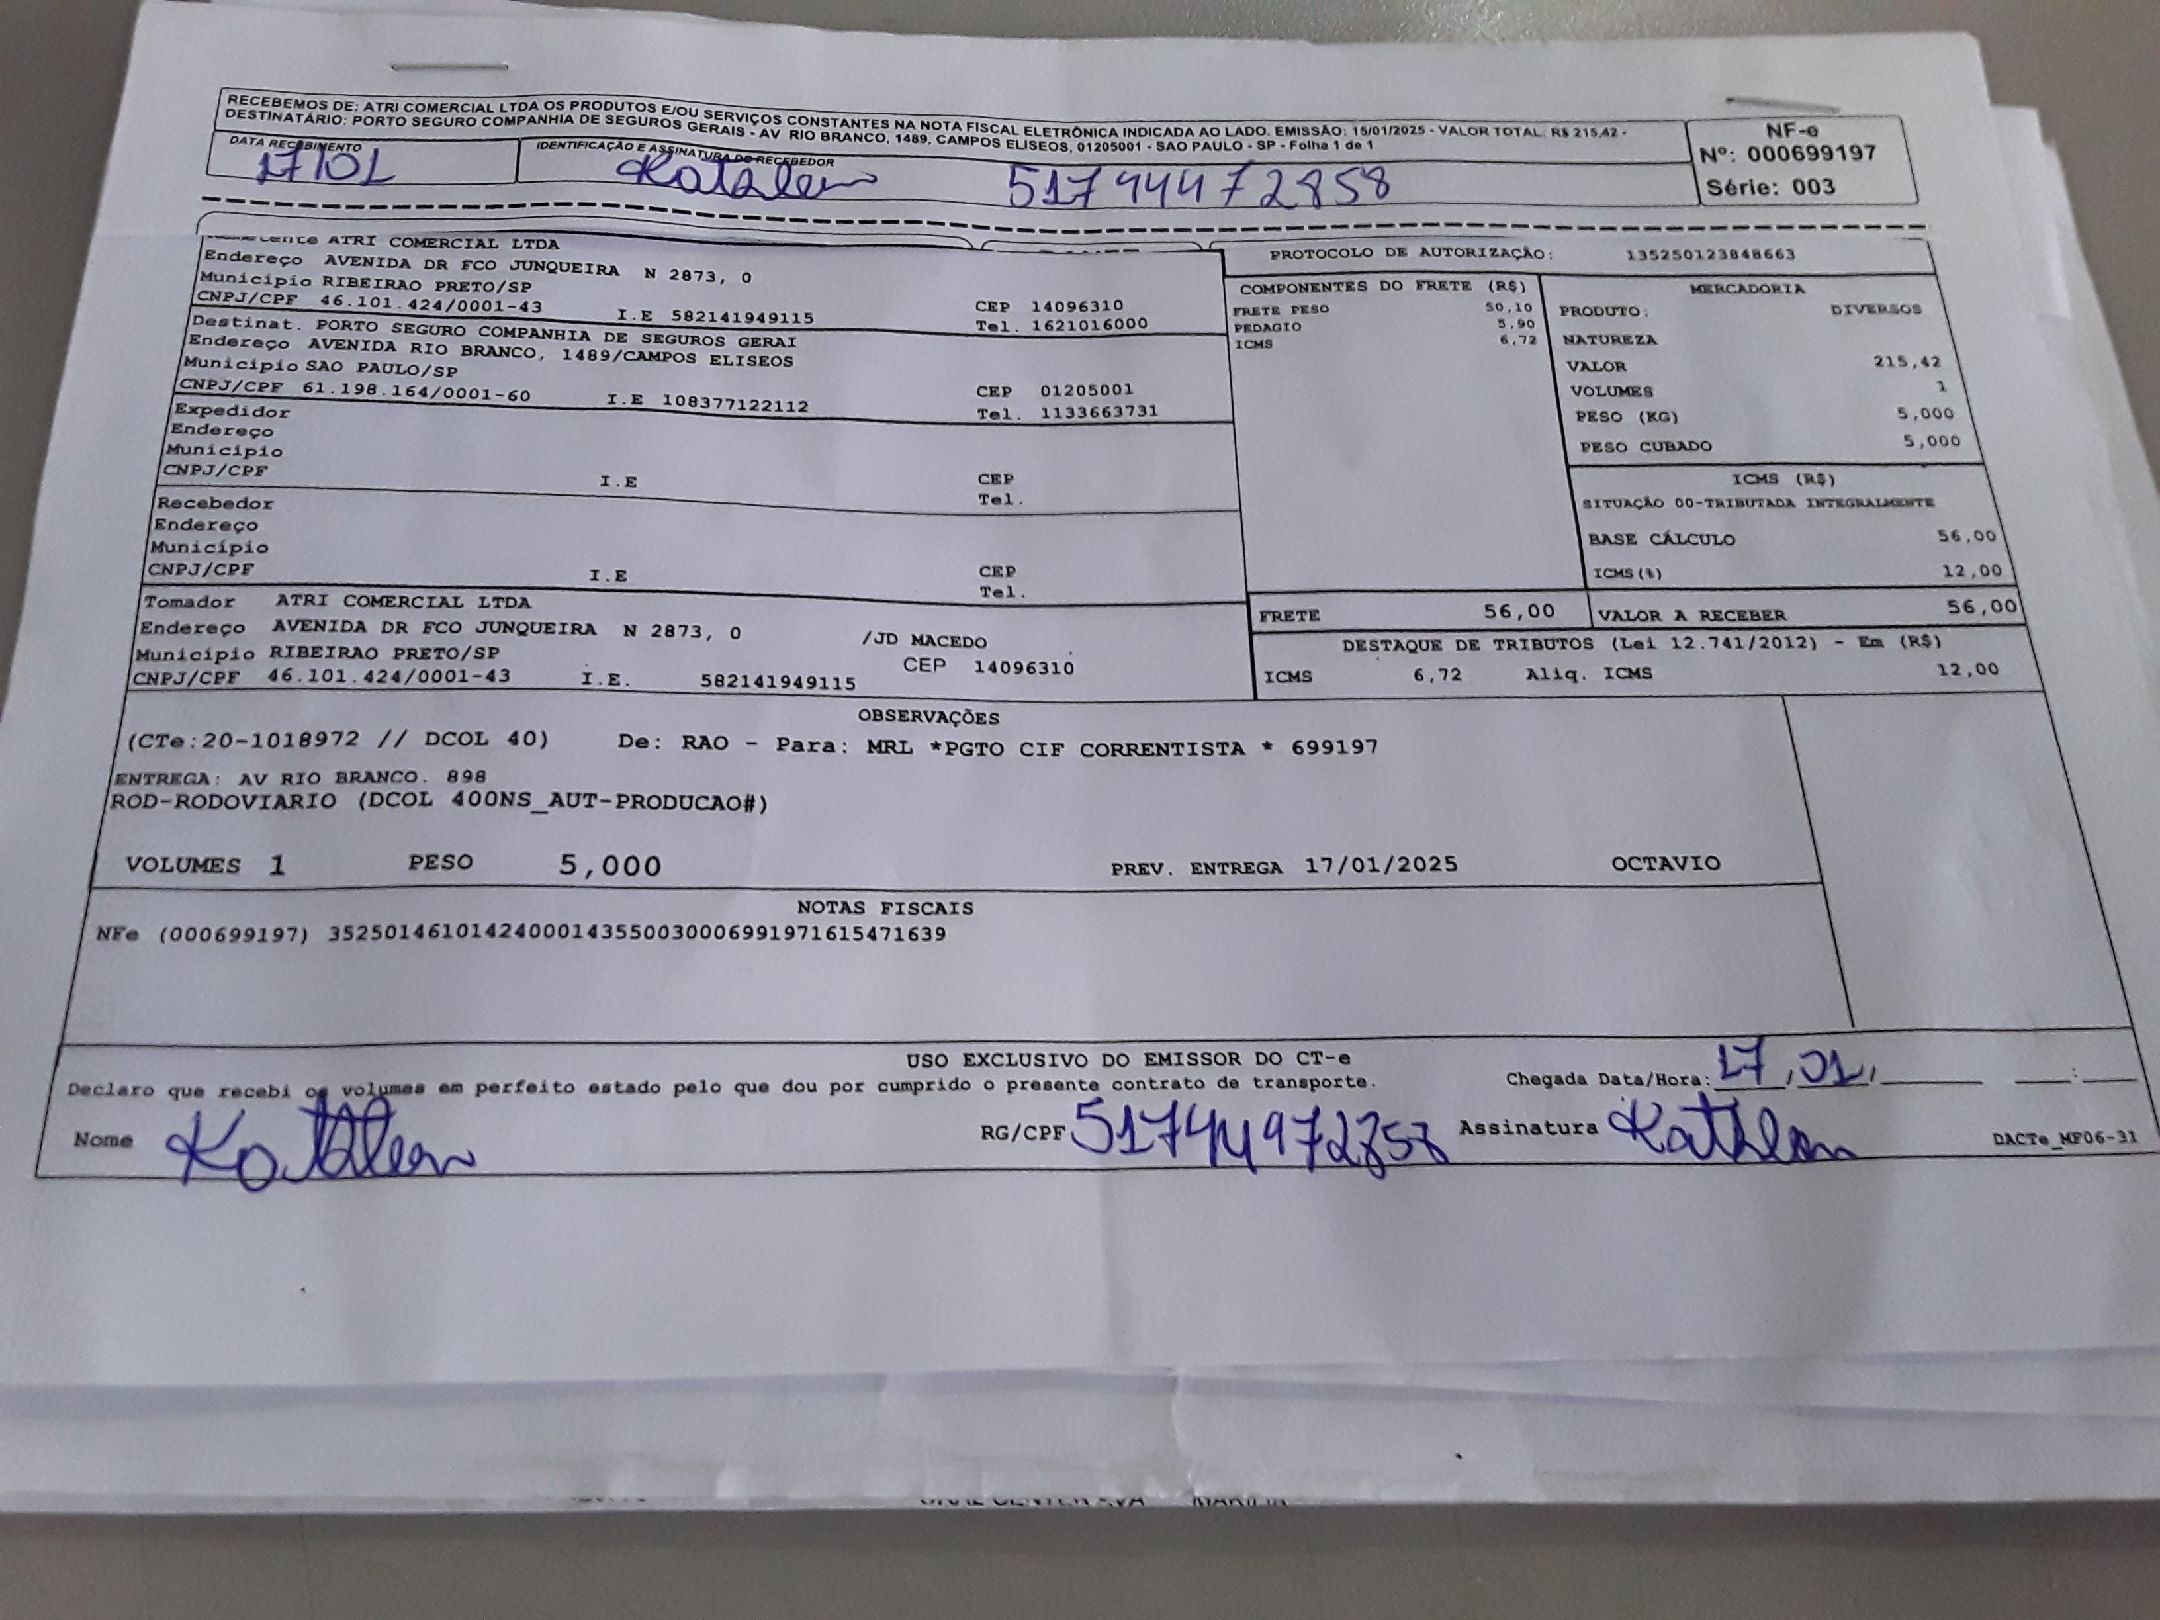 RECEBEMOS DE: ATRI COMERCIAL LTDA OS PRODUTOS E/OU SERVIÇOS CONSTANTES NA NOTA FISCAL ELETRÔNICA INDICADA AO LADO. EMISSÃO: 15/01/2025 - VALOR TOTAL: R$ 215,42 -
DESTINATÁRIO: PORTO SEGURO COMPANHIA DE SEGUROS GERAIS - AV RIO BRANCO, 1489, CAMPOS ELISEOS, 01205001 - SAO PAULO - SP - Folha 1 de 1
NF-e
Nº: 000699197
Série: 003
DATA RECEBIMENTO
17/01
IDENTIFICAÇÃO E ASSINATURA DO RECEBEDOR
Kathlen
ATRI COMERCIAL LTDA
Endereço AVENIDA DR FCO JUNQUEIRA N 2873, 0
Município RIBEIRAO PRETO/SP CEP 14096310
CNPJ/CPF 46.101.424/0001-43 I.E 582141949115 Tel. 1621016000
Destinat. PORTO SEGURO COMPANHIA DE SEGUROS GERAI
Endereço AVENIDA RIO BRANCO, 1489/CAMPOS ELISEOS
Município SAO PAULO/SP CEP 01205001
CNPJ/CPF 61.198.164/0001-60 I.E 108377122112 Tel. 1133663731
Expedidor
Endereço
Município CEP
CNPJ/CPF I.E Tel.
Recebedor
Endereço
Município CEP
CNPJ/CPF I.E Tel.
Tomador ATRI COMERCIAL LTDA
Endereço AVENIDA DR FCO JUNQUEIRA N 2873, 0 /JD MACEDO
Município RIBEIRAO PRETO/SP CEP 14096310
CNPJ/CPF 46.101.424/0001-43 I.E. 582141949115
PROTOCOLO DE AUTORIZAÇÃO: 135250123848663
COMPONENTES DO FRETE (R$)
FRETE PESO 50,10
PEDAGIO 5,90
ICMS 6,72
MERCADORIA
PRODUTO: DIVERSOS
NATUREZA
VALOR 215,42
VOLUMES 1
PESO (KG) 5,000
PESO CUBADO 5,000
ICMS (R$)
SITUAÇÃO 00-TRIBUTADA INTEGRALMENTE
BASE CÁLCULO 56,00
ICMS(%) 12,00
FRETE 56,00 VALOR A RECEBER 56,00
DESTAQUE DE TRIBUTOS (Lei 12.741/2012) - Em (R$)
ICMS 6,72 Aliq. ICMS 12,00
OBSERVAÇÕES
(CTe:20-1018972 // DCOL 40) De: RAO - Para: MRL *PGTO CIF CORRENTISTA * 699197
ENTREGA: AV RIO BRANCO. 898
ROD-RODOVIARIO (DCOL 400NS_AUT-PRODUCAO#)
VOLUMES 1 PESO 5,000 PREV. ENTREGA 17/01/2025 OCTAVIO
NOTAS FISCAIS
NFe (000699197) 35250146101424000143550030006991971615471639
USO EXCLUSIVO DO EMISSOR DO CT-e
Declaro que recebi os volumes em perfeito estado pelo que dou por cumprido o presente contrato de transporte. Chegada Data/Hora: 17/01/
Nome Kathlen RG/CPF Assinatura Kathlen DACTe_MF06-31